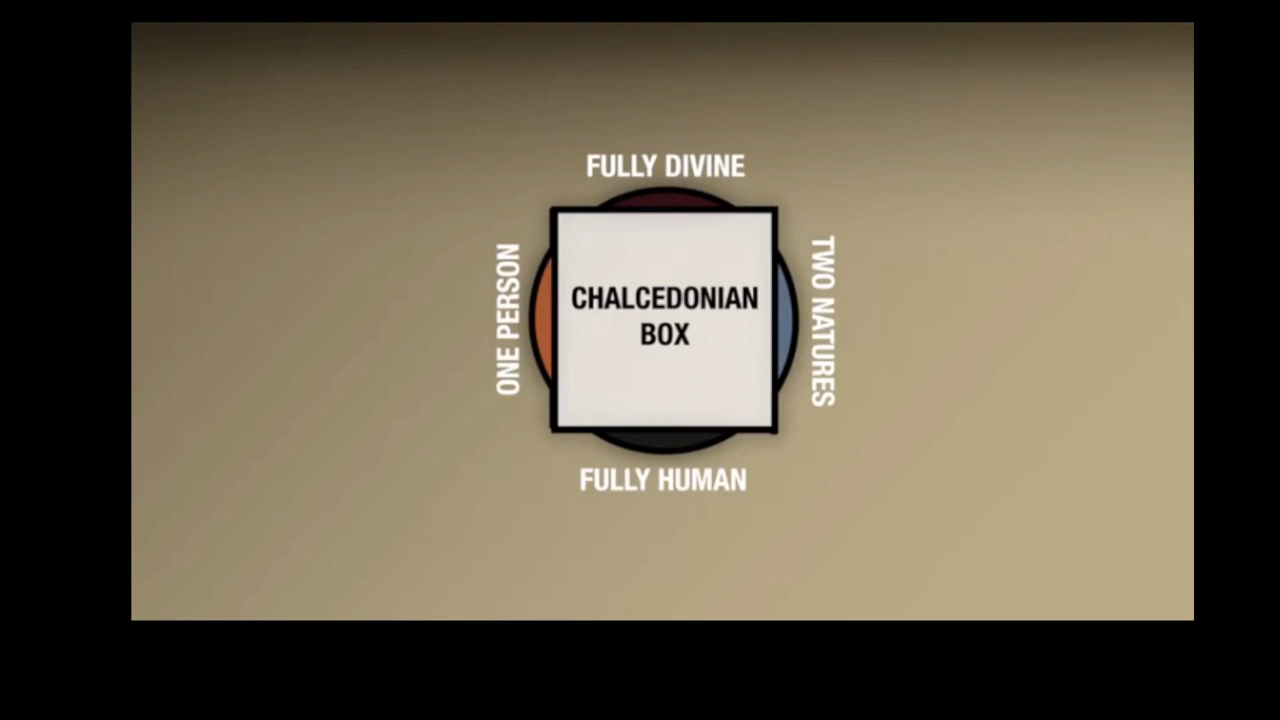 FULLY DIVINE
ONE PERSON
CHALCEDONIAN
BOX
TWO NATURES
FULLY HUMAN